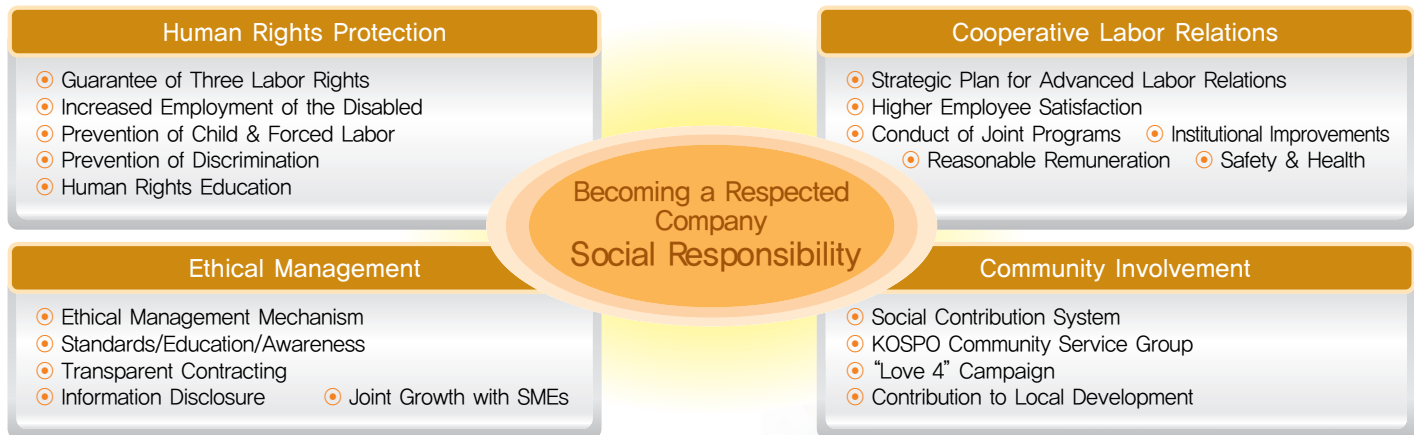 Human Rights Protection
⦿ Guarantee of Three Labor Rights
⦿ Increased Employment of the Disabled
⦿ Prevention of Child & Forced Labor
⦿ Prevention of Discrimination
⦿ Human Rights Education
Cooperative Labor Relations
⦿ Strategic Plan for Advanced Labor Relations
⦿ Higher Employee Satisfaction
⦿ Conduct of Joint Programs ⦿ Institutional Improvements
⦿ Reasonable Remuneration ⦿ Safety & Health
Becoming a Respected
Company
Social Responsibility
Ethical Management
⦿ Ethical Management Mechanism
⦿ Standards/Education/Awareness
⦿ Transparent Contracting
⦿ Information Disclosure ⦿ Joint Growth with SMEs
Community Involvement
⦿ Social Contribution System
⦿ KOSPO Community Service Group
⦿ “Love 4” Campaign
⦿ Contribution to Local Development